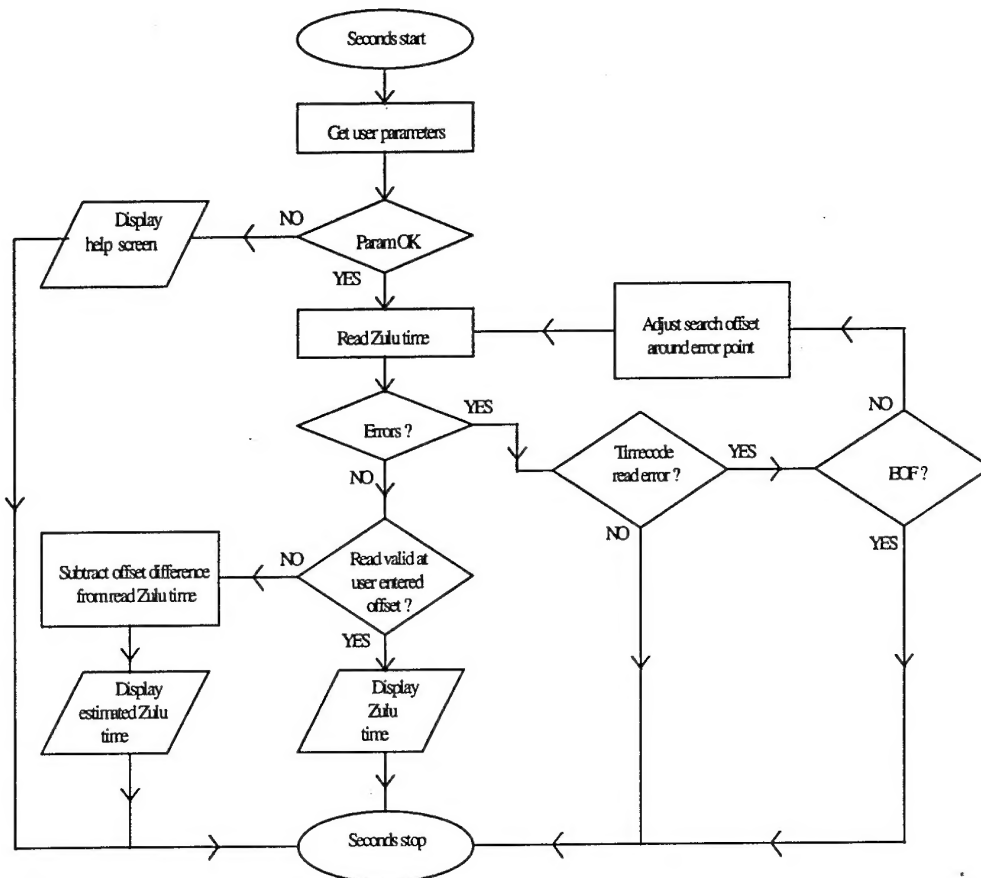 Seconds start
Get user parameters
Display
help screen
NO
Param OK
YES
Read Zulu time
Adjust search offset
around error point
Errors ?
YES
NO
Timecode
read error ?
YES
NO
EOF ?
NO
YES
Subtract offset difference
from read Zulu time
NO
Read valid at
user entered
offset ?
YES
Display
estimated Zulu
time
Display
Zulu
time
Seconds stop